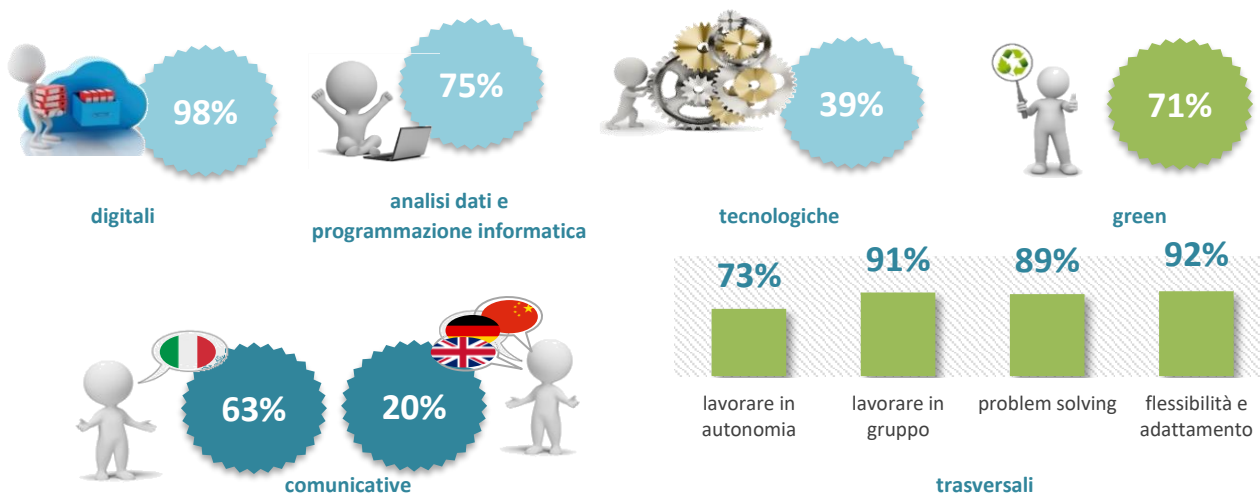 98%
75%
39%
71%
digitali
analisi dati e
programmazione informatica
tecnologiche
green
63%
20%
comunicative
73%
91%
89%
92%
lavorare in
autonomia
lavorare in
gruppo
problem solving
flessibilità e
adattamento
trasversali